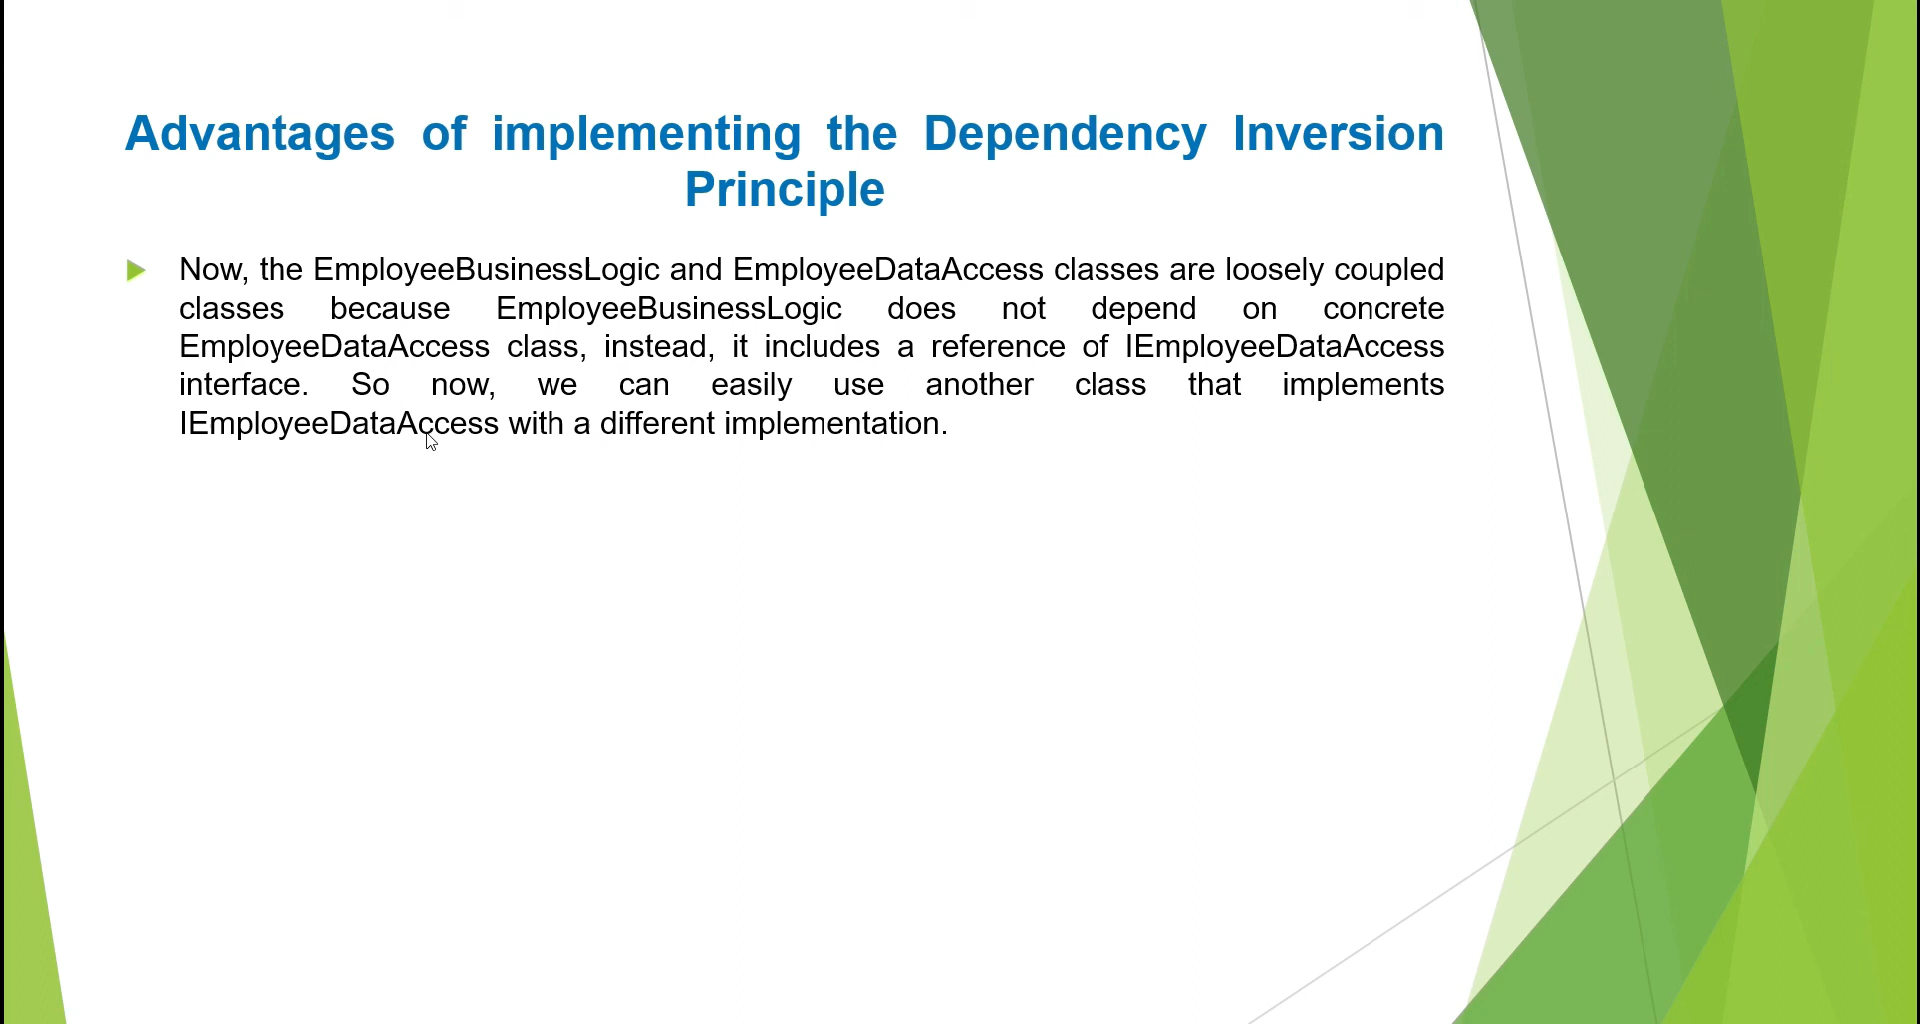 Advantages of implementing the Dependency Inversion
Principle
Now, the EmployeeBusinessLogic and EmployeeDataAccess classes are loosely coupled
classes because EmployeeBusinessLogic does not depend on concrete
EmployeeDataAccess class, instead, it includes a reference of IEmployeeDataAccess
interface. So now, we can easily use another class that implements
IEmployeeDataAccess with a different implementation.